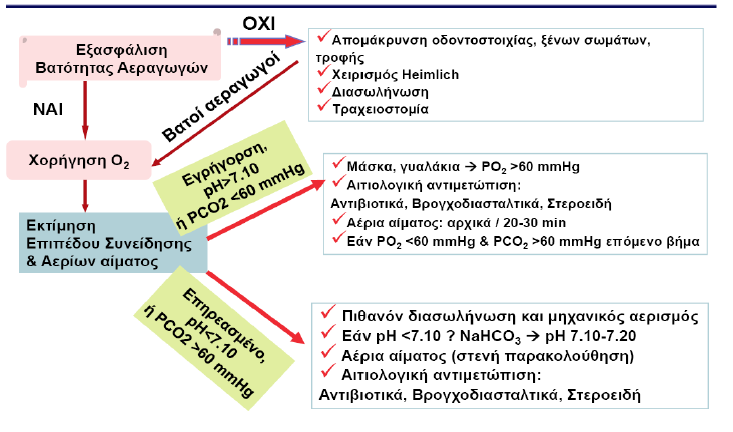 Εξασφάλιση
Βατότητας Αεραγωγών
ΟΧΙ
✓Απομάκρυνση οδοντοστοιχίας, ξένων σωμάτων,
τροφής
✓Χειρισμός Heimlich
✓Διασωλήνωση
✓Τραχειοστομία
ΝΑΙ
Βατοί αεραγωγοί
Χορήγηση O₂
Εγρήγορση,
pH>7.10
ή PCO2 <60 mmHg
✓Μάσκα, γυαλάκια → PO₂ >60 mmHg
✓Αιτιολογική αντιμετώπιση:
Αντιβιοτικά, Βρογχοδιασταλτικά, Στεροειδή
✓Αέρια αίματος: αρχικά / 20-30 min
✓Εάν PO₂ <60 mmHg & PCO₂ >60 mmHg επόμενο βήμα
Εκτίμηση
Επιπέδου Συνείδησης
& Αερίων αίματος
Επηρεασμένο,
pH<7.10
ή PCO2 >60 mmHg
✓ Πιθανόν διασωλήνωση και μηχανικός αερισμός
✓ Εάν pH <7.10 ? NaHCO₃ → pH 7.10-7.20
✓ Αέρια αίματος (στενή παρακολούθηση)
✓ Αιτιολογική αντιμετώπιση:
Αντιβιοτικά, Βρογχοδιασταλτικά, Στεροειδή